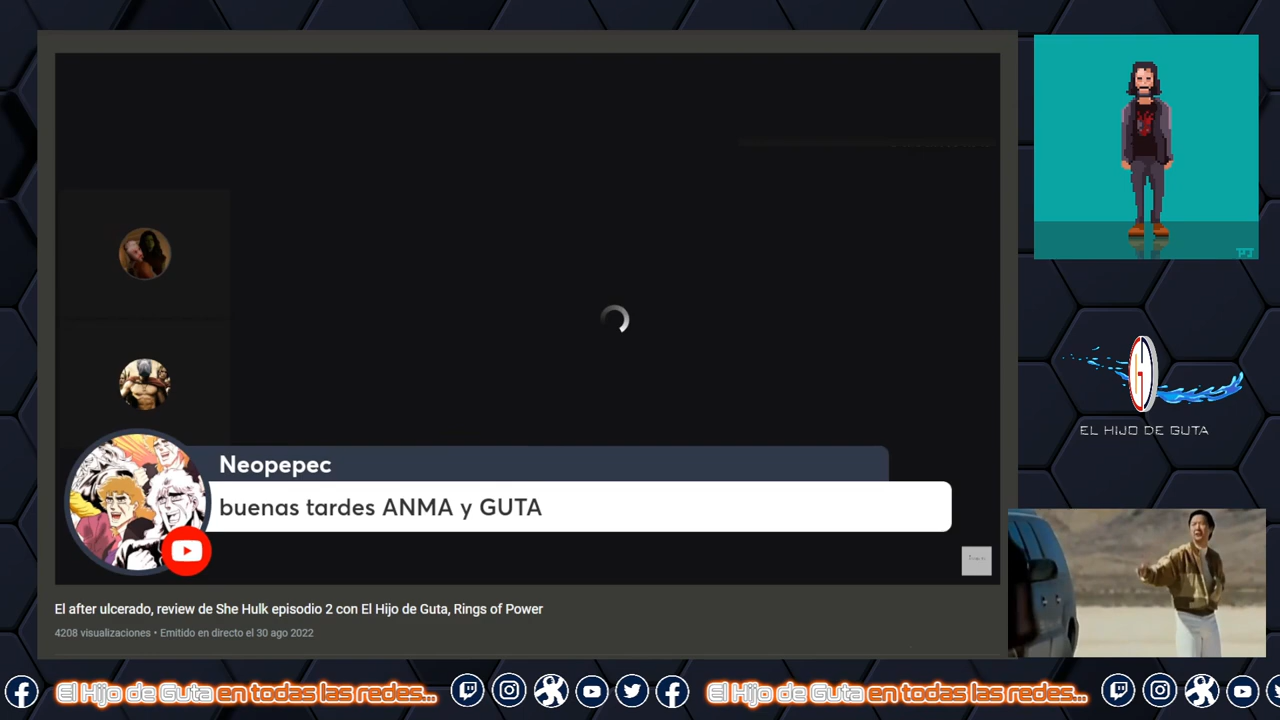 Neopepec
buenas tardes ANMA y GUTA
El after ulcerado, review de She Hulk episodio 2 con El Hijo de Guta, Rings of Power
4208 visualizaciones • Emitido en directo el 30 ago 2022
EL HIJO DE GUTA
El Hijo de Guta en todas las redes...
El Hijo de Guta en todas las redes...